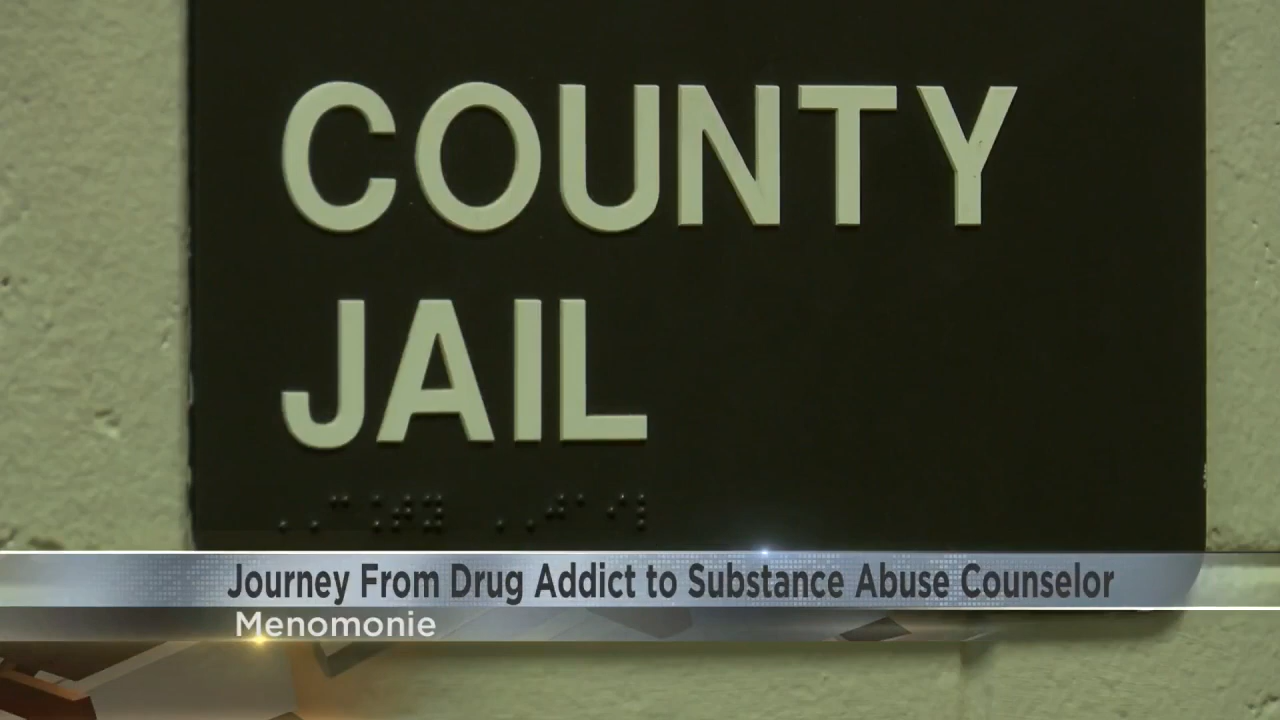 COUNTY
JAIL
Journey From Drug Addict to Substance Abuse Counselor
Menomonie